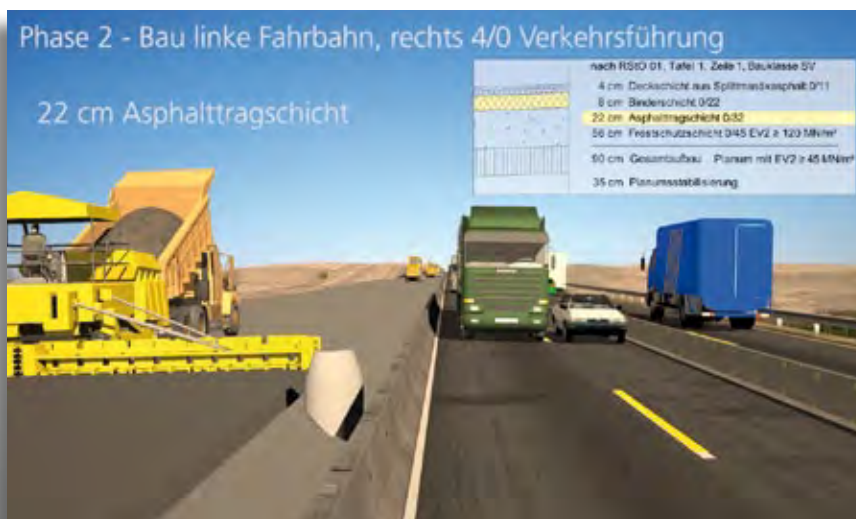 Phase 2 - Bau linke Fahrbahn, rechts 4/0 Verkehrsführung
22 cm Asphalttragschicht
nach RStO 01, Tafel 1, Zeile 1, Bauklasse SV
4 cm Deckschicht aus Splittmastixasphalt 0/11
8 cm Binderschicht 0/22
22 cm Asphalttragschicht 0/32
56 cm Frostschutzschicht 0/45 EV2 ≥ 120 MN/m²
90 cm Gesamtaufbau Planum mit EV2 ≥ 45 MN/m²
35 cm Planumsstabilisierung